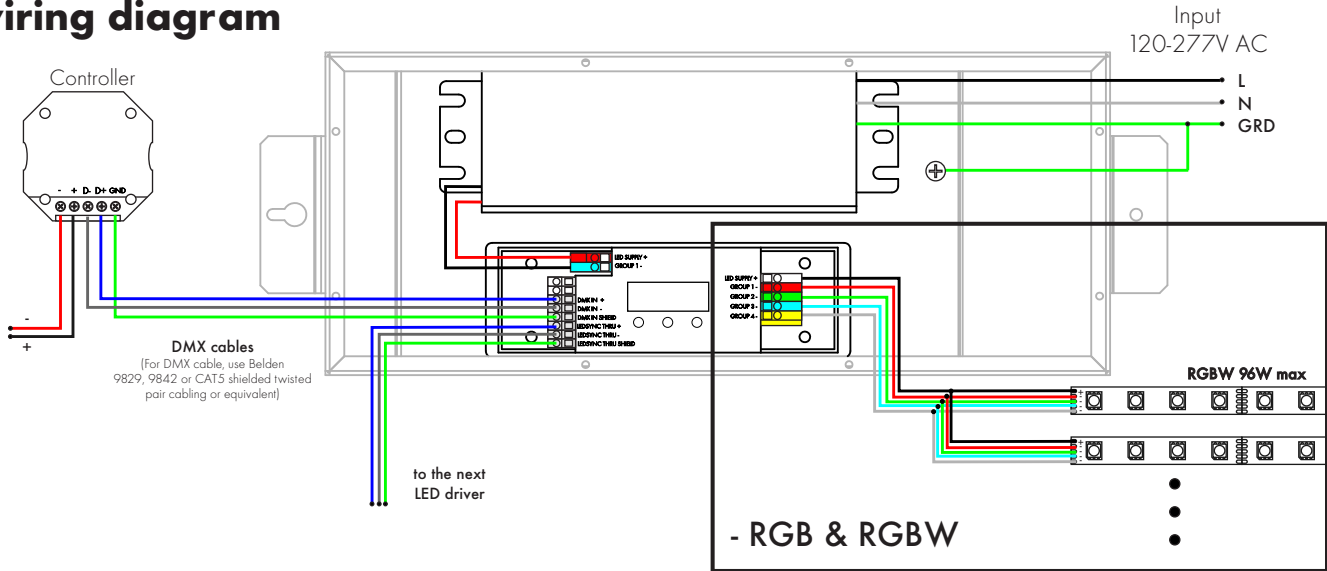 wiring diagram
Input
120-277V AC
Controller
L
N
GRD
- + D- D+ GND
LED SUPPLY +
GROUP 1 -
LED SUPPLY +
GROUP 1 -
GROUP 2 -
GROUP 3 -
GROUP 4 -
DMX IN +
DMX IN -
DMX IN SHIELD
LEDSYNC THRU +
LEDSYNC THRU -
LEDSYNC THRU SHIELD
-
+
DMX cables
(For DMX cable, use Belden
9829, 9842 or CAT5 shielded twisted
pair cabling or equivalent)
RGBW 96W max
+
-
-
-
-
+
-
-
-
-
to the next
LED driver
- RGB & RGBW